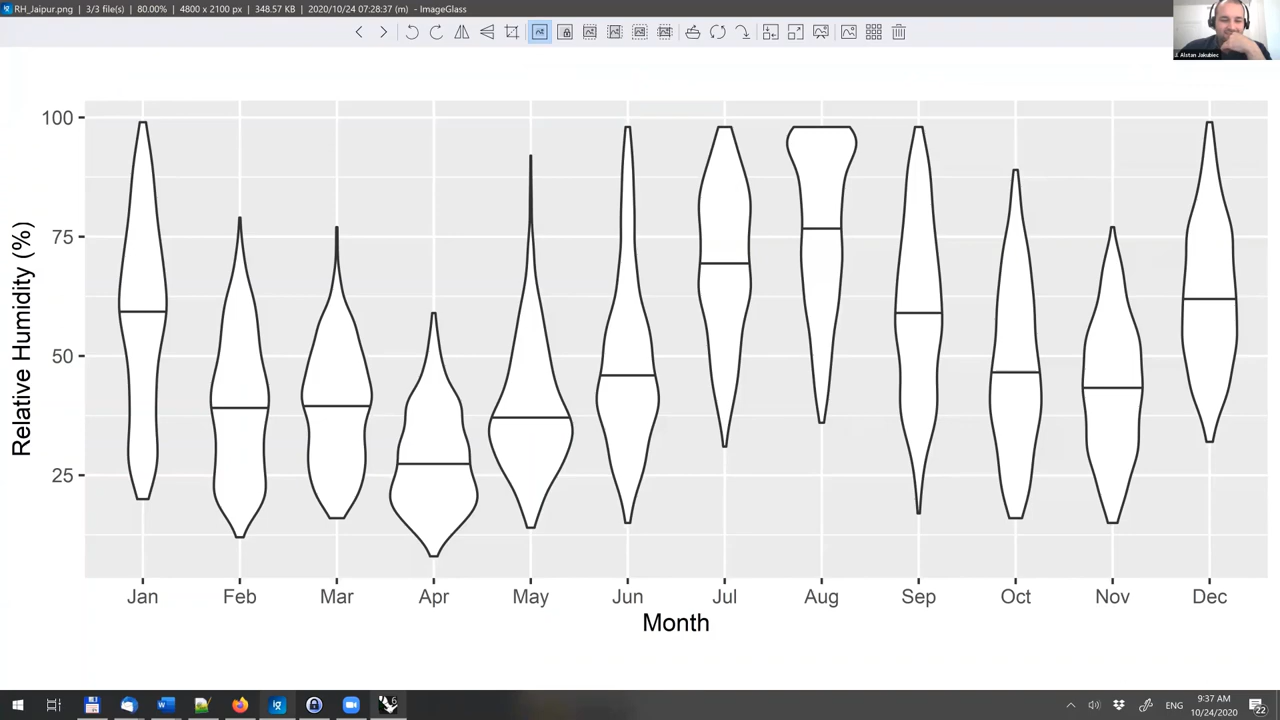 RH_Jaipur.png | 3/3 file(s) | 80.00% | 4800 x 2100 px | 348.57 KB | 2020/10/24 07:28:37 (m) - ImageGlass
J. Alstan Jakubiec
100
75
50
25
Relative Humidity (%)
Jan Feb Mar Apr May Jun Jul Aug Sep Oct Nov Dec
Month
ENG
9:37 AM
10/24/2020
22